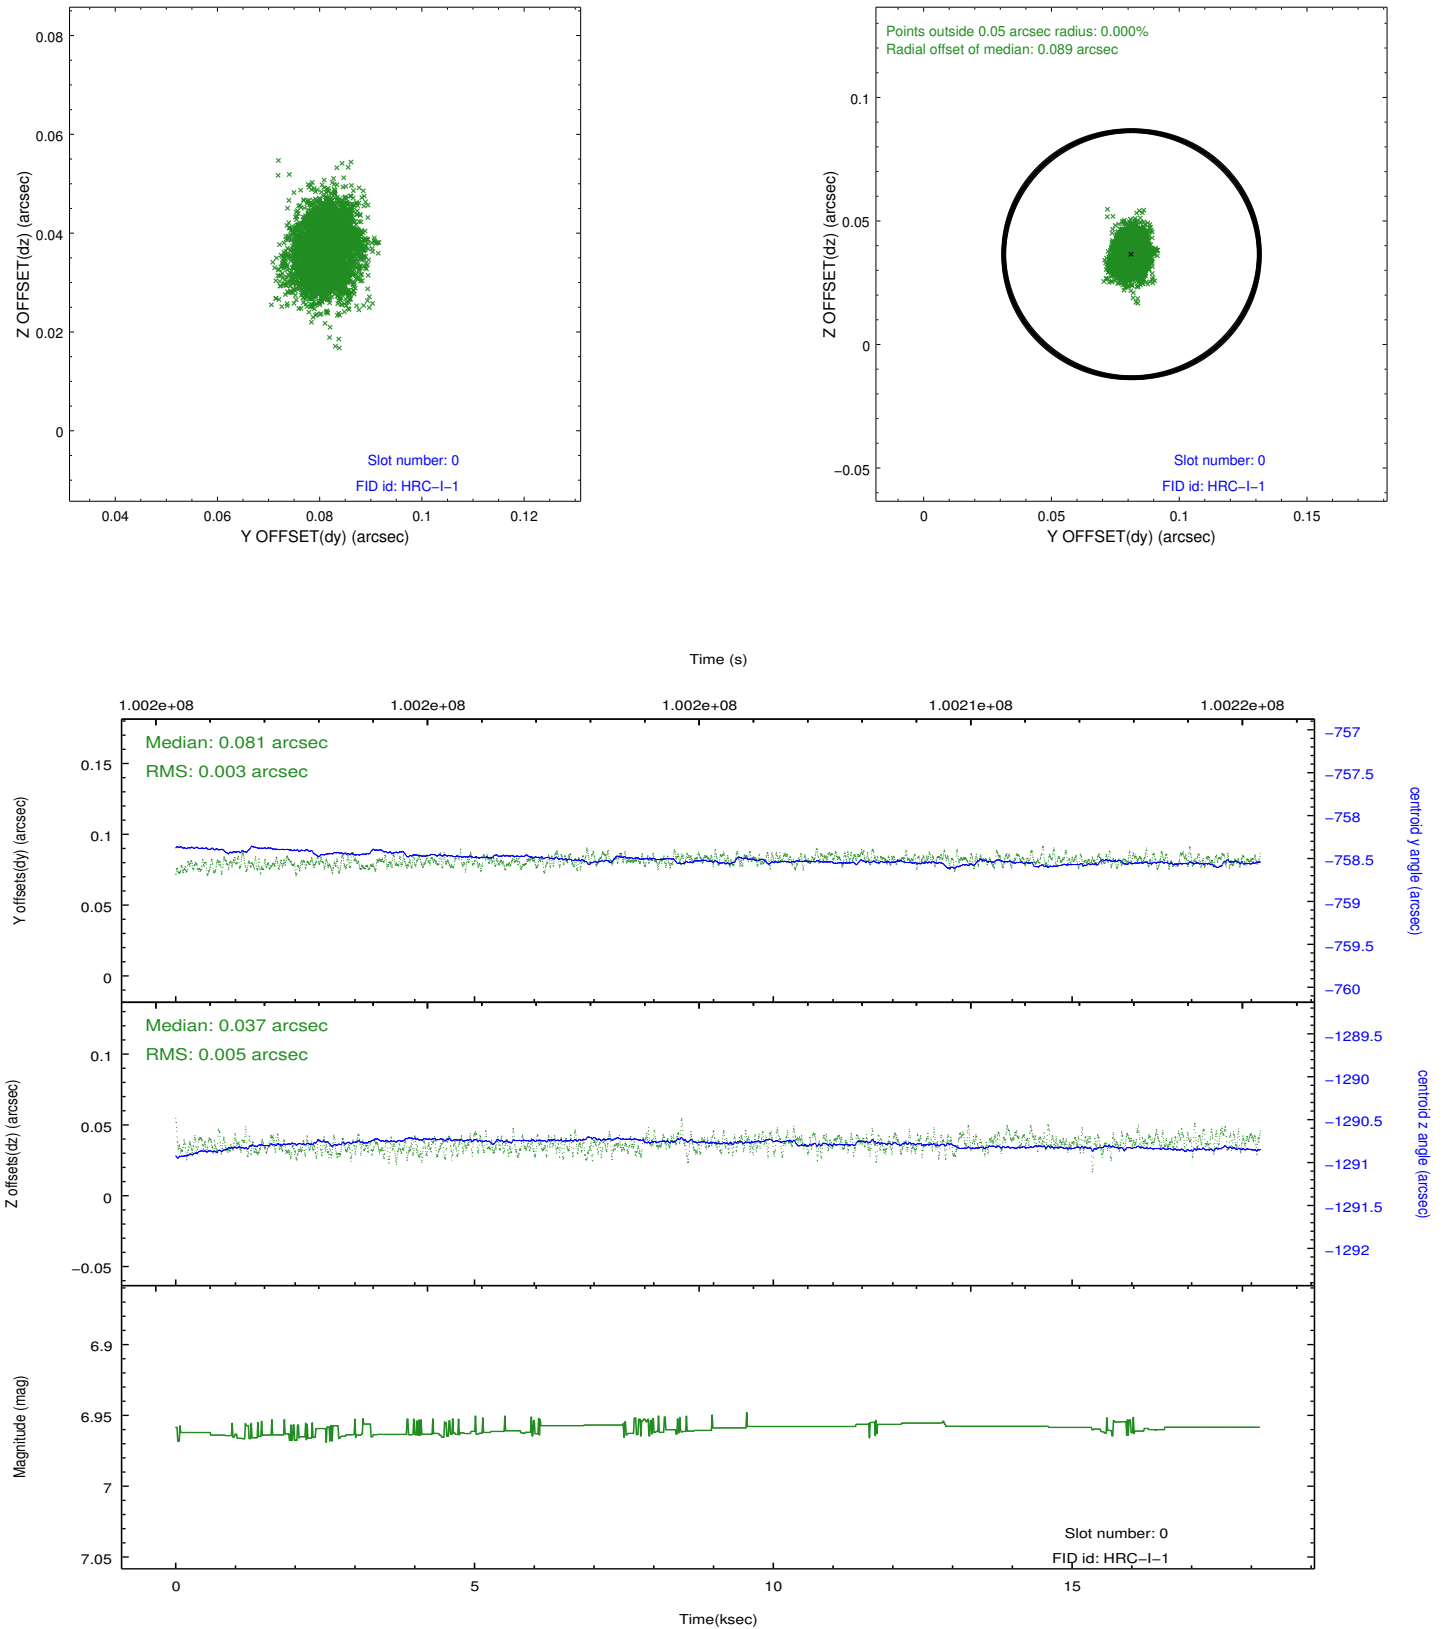 0.08
0.06
0.04
0.02
0
Z OFFSET(dz) (arcsec)
Slot number: 0
FID id: HRC−I−1
0.04 0.06 0.08 0.1 0.12
Y OFFSET(dy) (arcsec)
Points outside 0.05 arcsec radius: 0.000%
Radial offset of median: 0.089 arcsec
0.1
0.05
0
−0.05
Z OFFSET(dz) (arcsec)
Slot number: 0
FID id: HRC−I−1
0 0.05 0.1 0.15
Y OFFSET(dy) (arcsec)
Time (s)
1.002e+08 1.002e+08 1.002e+08 1.0021e+08 1.0022e+08
Median: 0.081 arcsec
RMS: 0.003 arcsec
0.15
0.1
0.05
0
Y offsets(dy) (arcsec)
−757
−757.5
−758
−758.5
−759
−759.5
−760
centroid y angle (arcsec)
Median: 0.037 arcsec
RMS: 0.005 arcsec
0.1
0.05
0
−0.05
Z offsets(dz) (arcsec)
−1289.5
−1290
−1290.5
−1291
−1291.5
−1292
centroid z angle (arcsec)
6.9
6.95
7
7.05
Magnitude (mag)
Slot number: 0
FID id: HRC−I−1
0 5 10 15
Time(ksec)